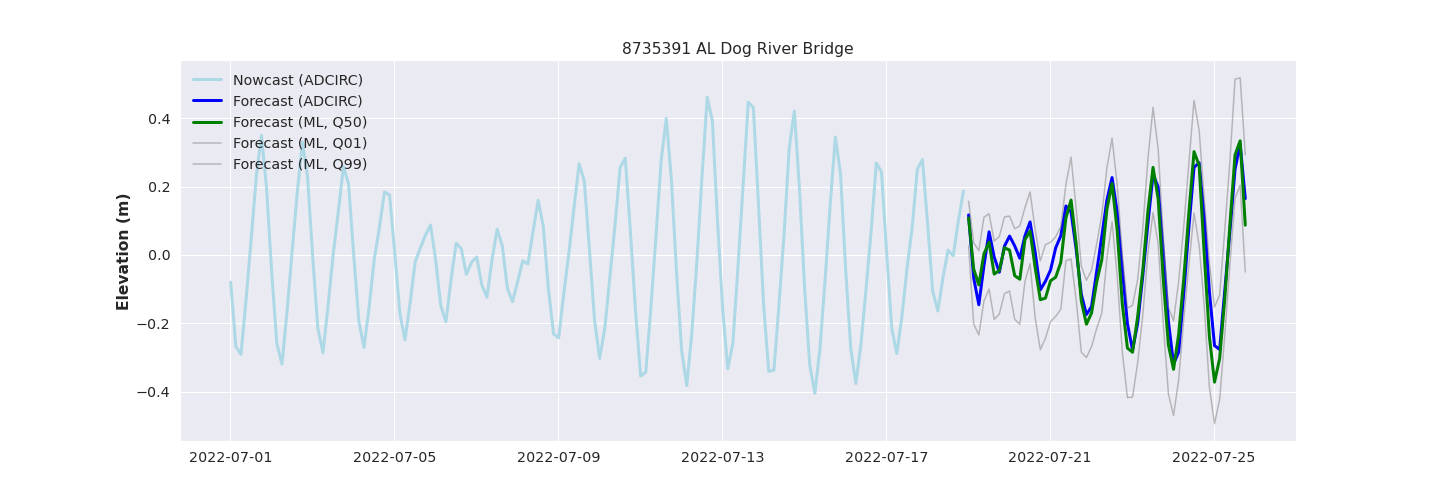 8735391 AL Dog River Bridge
Nowcast (ADCIRC)
Forecast (ADCIRC)
Forecast (ML, Q50)
Forecast (ML, Q01)
Forecast (ML, Q99)
Elevation (m)
0.4
0.2
0.0
−0.2
−0.4
2022-07-01 2022-07-05 2022-07-09 2022-07-13 2022-07-17 2022-07-21 2022-07-25